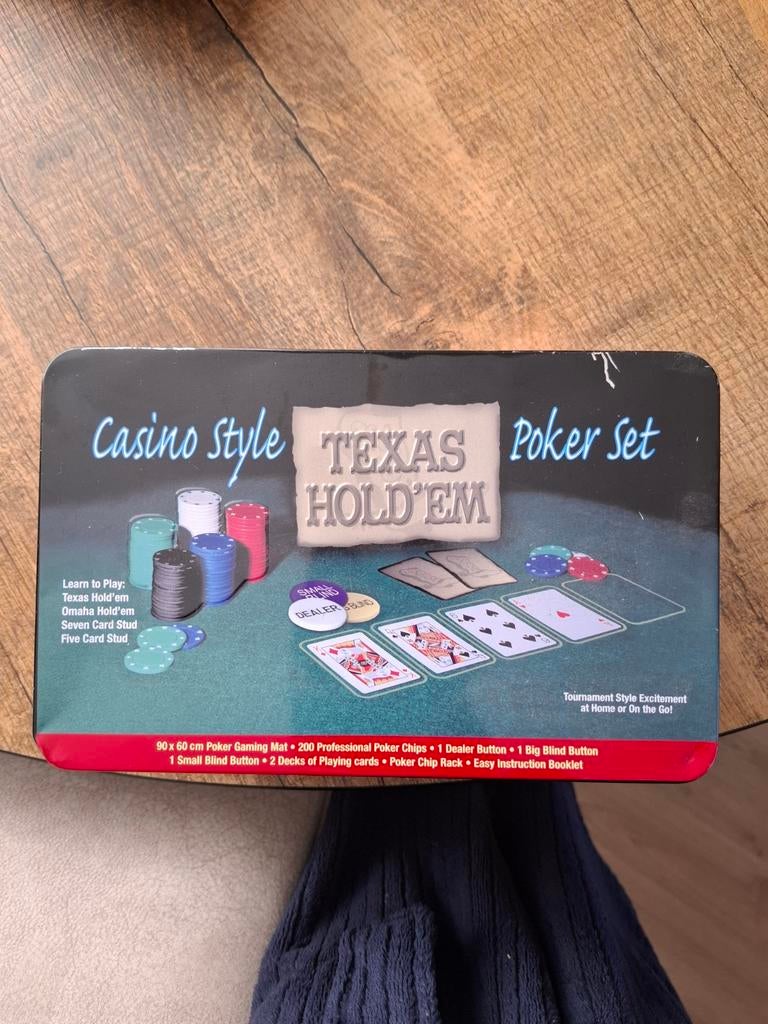 Casino Style
TEXAS
HOLD'EM
Poker Set
Learn to Play:
Texas Hold'em
Omaha Hold'em
Seven Card Stud
Five Card Stud
SMALL
BLIND
DEALER
BLIND
Tournament Style Excitement
at Home or On the Go!
90 x 60 cm Poker Gaming Mat • 200 Professional Poker Chips • 1 Dealer Button • 1 Big Blind Button
1 Small Blind Button • 2 Decks of Playing cards • Poker Chip Rack • Easy Instruction Booklet